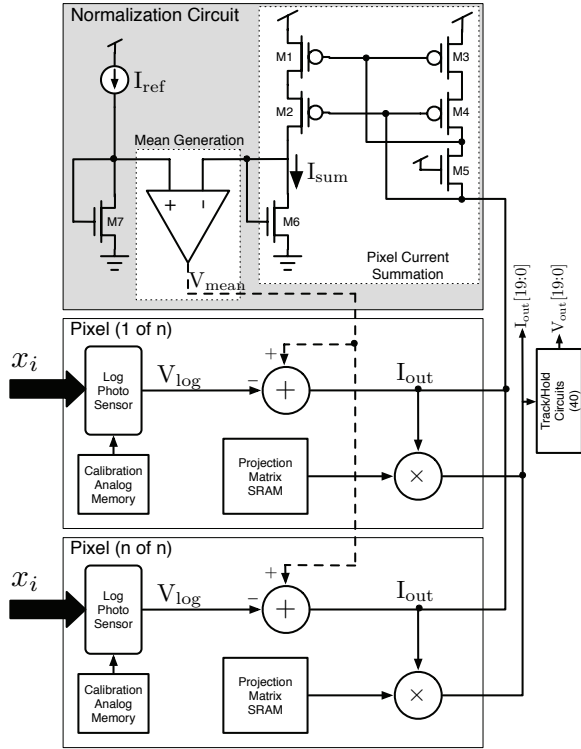 Normalization Circuit
M1
M3
I_ref
M2
M4
Mean Generation
M5
I_sum
+
-
M7
M6
V_mean
Pixel Current
Summation
I_out[19:0]
V_out[19:0]
Pixel (1 of n)
x_i
Log
Photo
Sensor
V_log
+
−
+
I_out
Track/Hold
Circuits
(40)
Calibration
Analog
Memory
Projection
Matrix
SRAM
×
Pixel (n of n)
x_i
Log
Photo
Sensor
V_log
+
−
+
I_out
Calibration
Analog
Memory
Projection
Matrix
SRAM
×